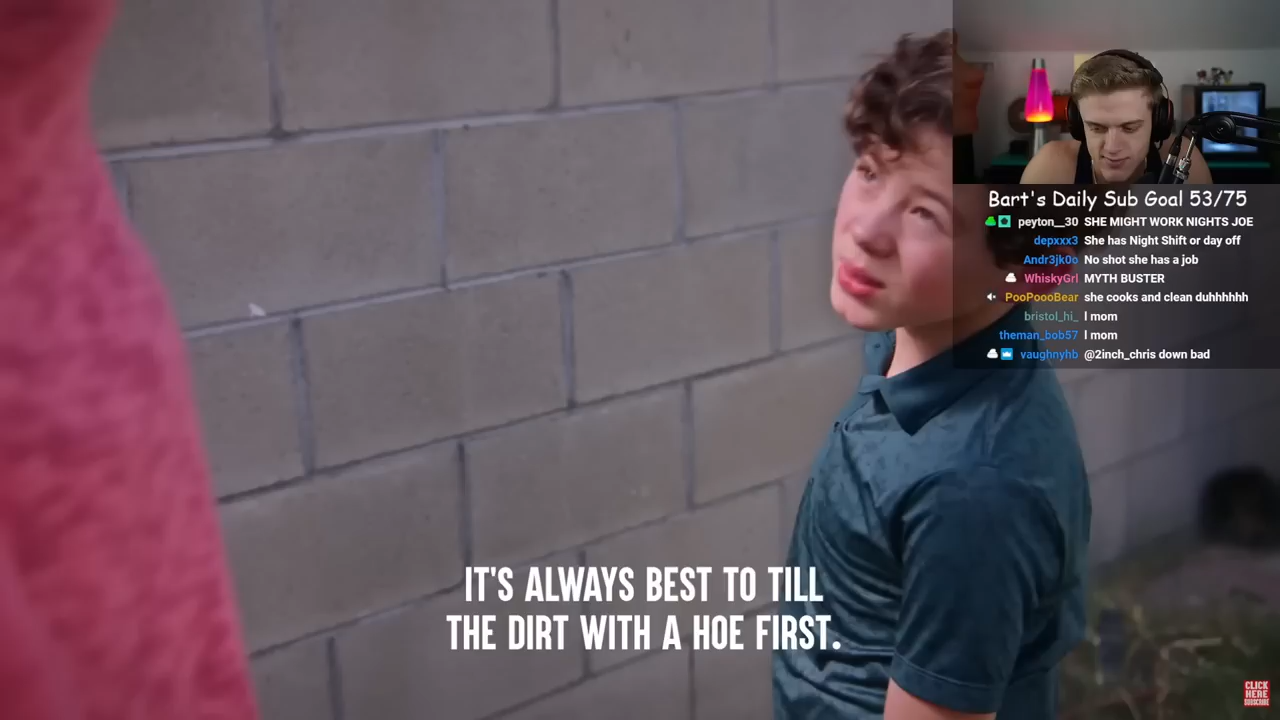 Bart's Daily Sub Goal 53/75
peyton__30 SHE MIGHT WORK NIGHTS JOE
depxxx3 She has Night Shift or day off
Andr3jk0o No shot she has a job
WhiskyGrl MYTH BUSTER
PooPoooBear she cooks and clean duhhhhhh
bristol_hi_ I mom
theman_bob57 I mom
vaughnyhb @2inch_chris down bad
IT'S ALWAYS BEST TO TILL
THE DIRT WITH A HOE FIRST.
CLICK
HERE
SUBSCRIBE